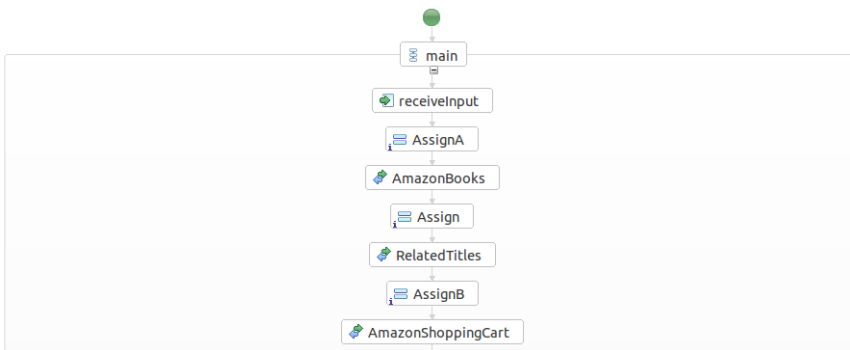 main
receiveInput
AssignA
AmazonBooks
Assign
RelatedTitles
AssignB
AmazonShoppingCart